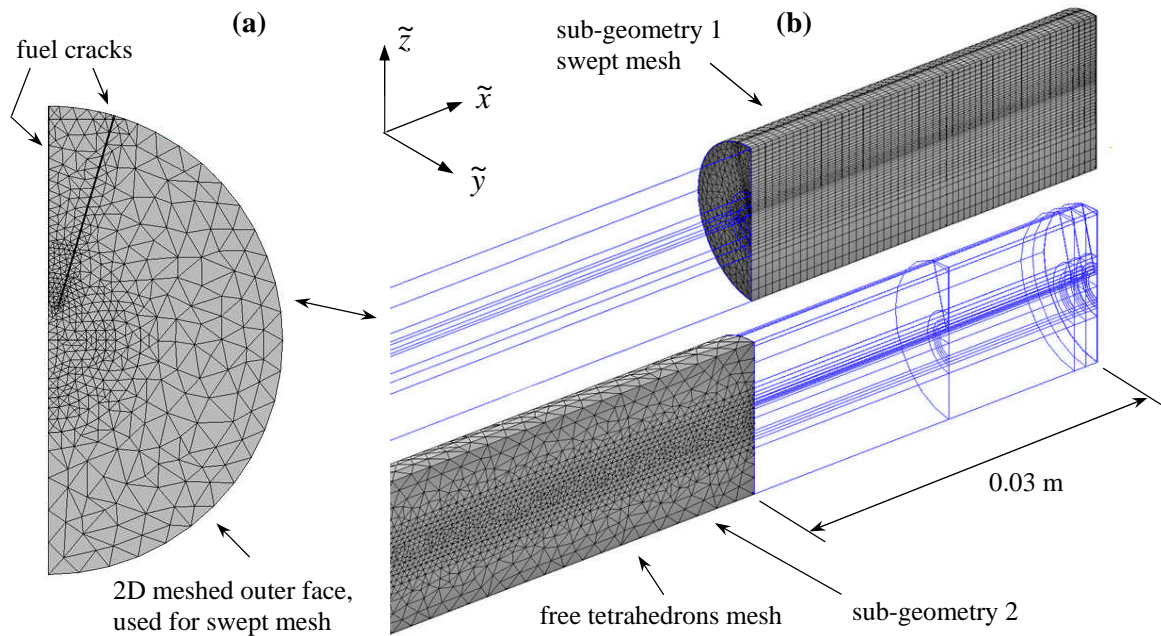 (a)
fuel cracks
2D meshed outer face,
used for swept mesh
(b)
z̃
x̃
ỹ
sub-geometry 1
swept mesh
0.03 m
free tetrahedrons mesh
sub-geometry 2